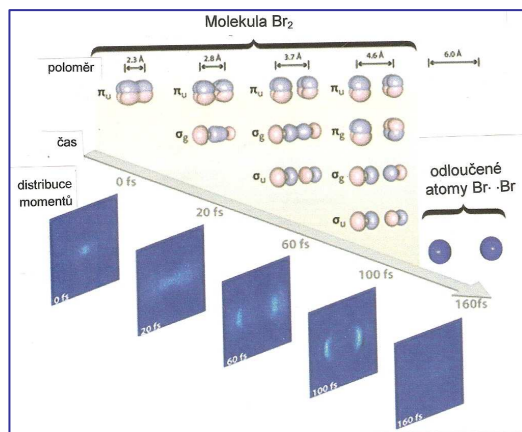 Molekula Br₂
poloměr
2.3 Å
2.8 Å
3.7 Å
4.6 Å
6.0 Å
πᵤ
πᵤ
πᵤ
πᵤ
σg
σg
πg
σᵤ
σg
σᵤ
čas
odloučené
atomy Br· ·Br
distribuce
momentů
0 fs
20 fs
60 fs
100 fs
160fs
0 fs
20 fs
60 fs
100 fs
160 fs